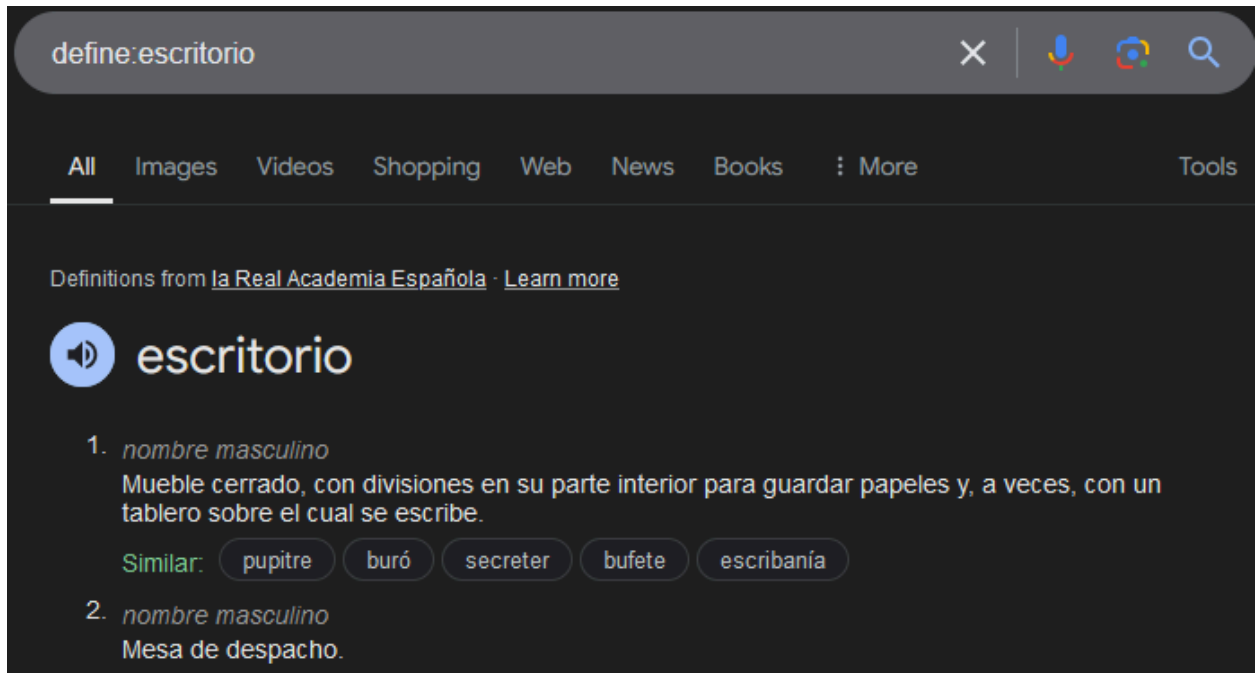 define:escritorio
All Images Videos Shopping Web News Books More Tools
Definitions from la Real Academia Española · Learn more
escritorio
1. nombre masculino
Mueble cerrado, con divisiones en su parte interior para guardar papeles y, a veces, con un
tablero sobre el cual se escribe.
Similar: pupitre buró secreter bufete escribanía
2. nombre masculino
Mesa de despacho.